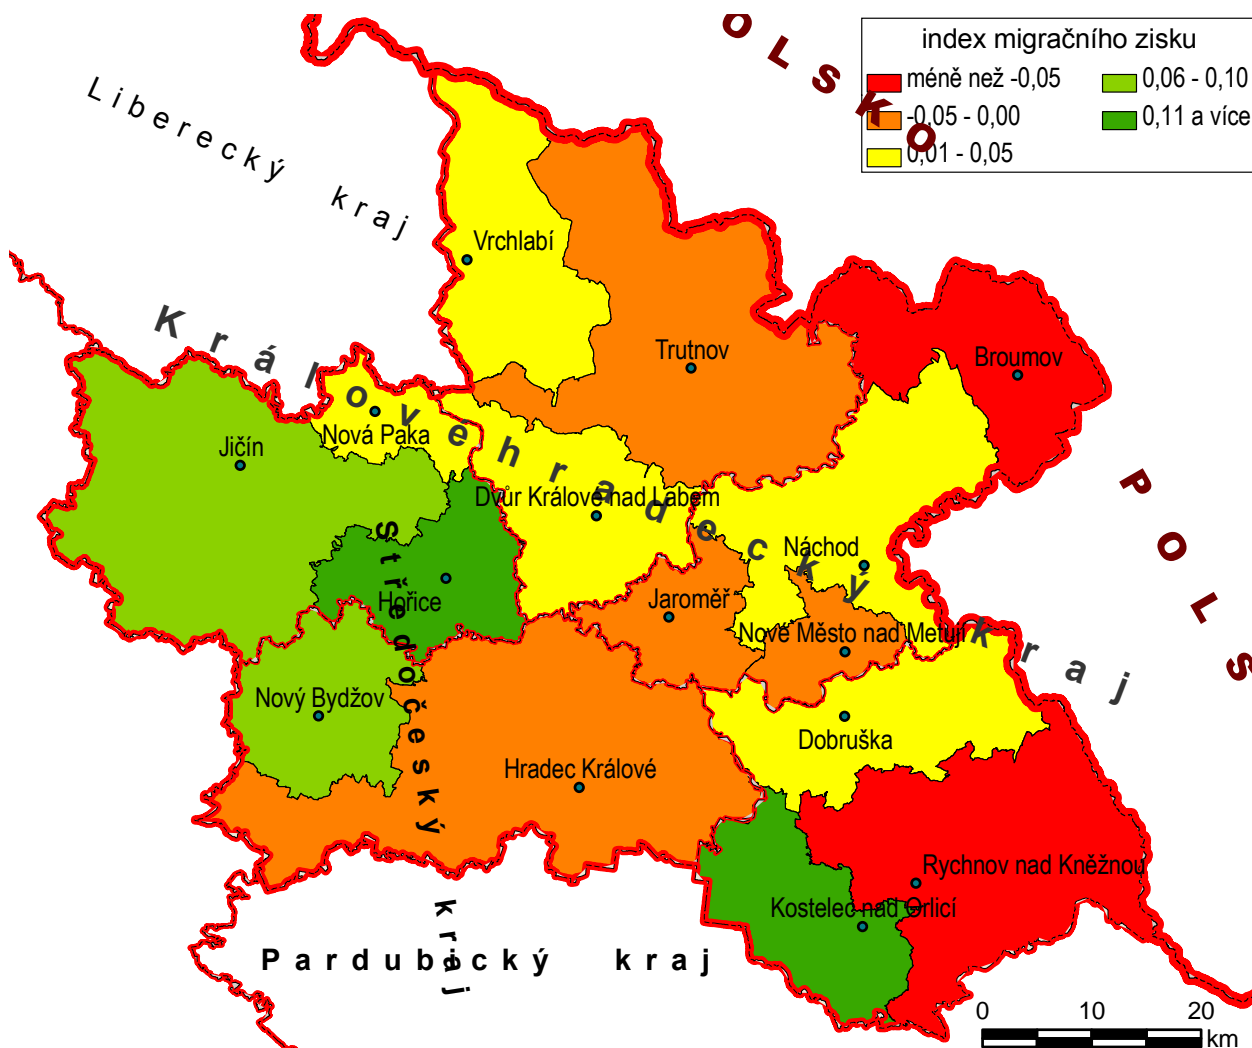 POLSKO
index migračního zisku
méně než -0,05
-0,05 - 0,00
0,01 - 0,05
0,06 - 0,10
0,11 a více
Liberecký kraj
Královéhradecký kraj
Vrchlabí
Trutnov
Broumov
Nová Paka
Jičín
Dvůr Králové nad Labem
POLS
Náchod
Hořice
Jaroměř
Nové Město nad Metují
Středočeský kraj
Nový Bydžov
Dobruška
Hradec Králové
Rychnov nad Kněžnou
Kostelec nad Orlicí
Pardubický kraj
0 10 20
km